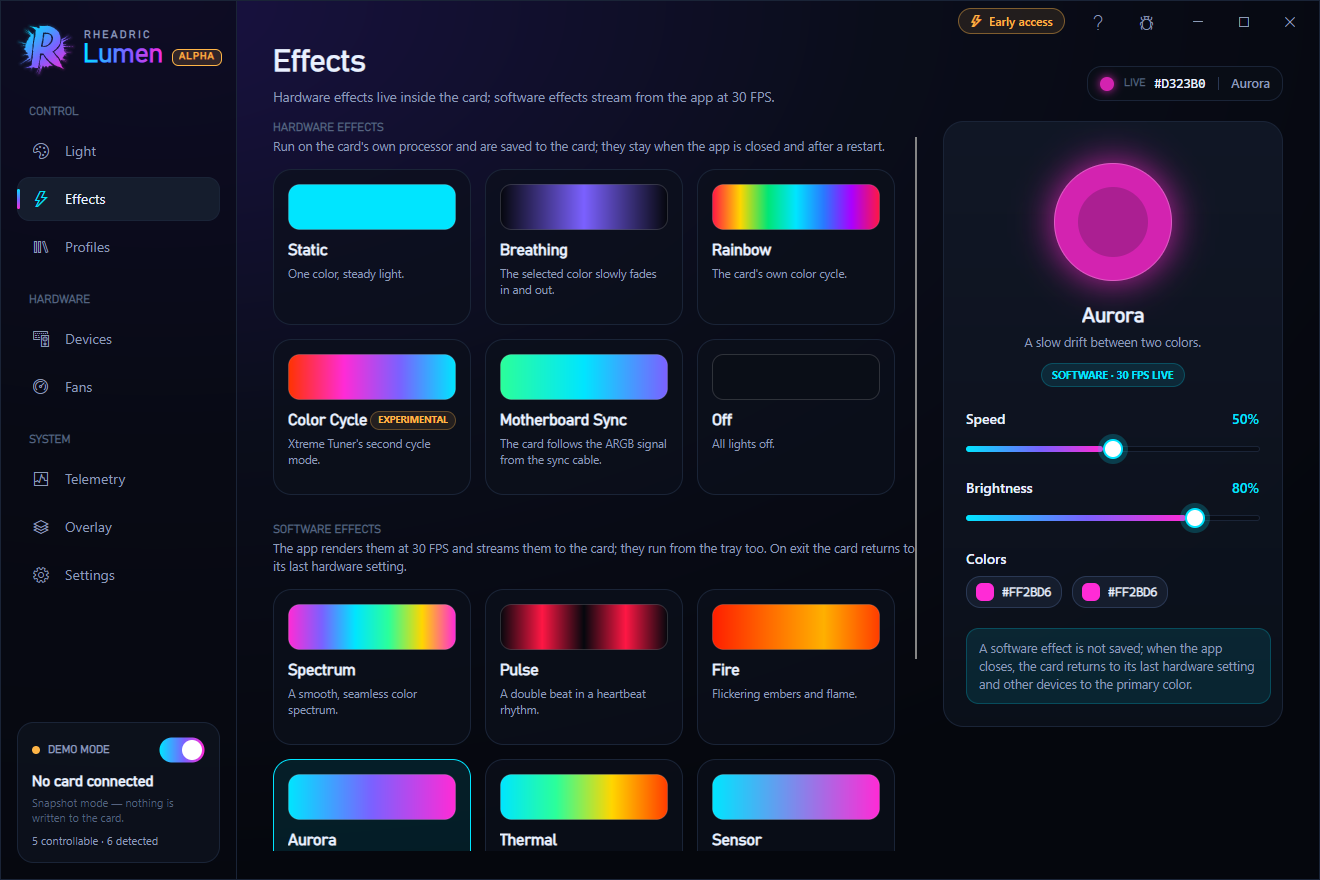 RHEADRIC
Lumen
ALPHA
CONTROL
Light
Effects
Profiles
HARDWARE
Devices
Fans
SYSTEM
Telemetry
Overlay
Settings
DEMO MODE
No card connected
Snapshot mode — nothing is
written to the card.
5 controllable · 6 detected
Early access
Effects
Hardware effects live inside the card; software effects stream from the app at 30 FPS.
HARDWARE EFFECTS
Run on the card's own processor and are saved to the card; they stay when the app is closed and after a restart.
Static
One color, steady light.
Breathing
The selected color slowly fades
in and out.
Rainbow
The card's own color cycle.
Color Cycle EXPERIMENTAL
Xtreme Tuner's second cycle
mode.
Motherboard Sync
The card follows the ARGB signal
from the sync cable.
Off
All lights off.
SOFTWARE EFFECTS
The app renders them at 30 FPS and streams them to the card; they run from the tray too. On exit the card returns to
its last hardware setting.
Spectrum
A smooth, seamless color
spectrum.
Pulse
A double beat in a heartbeat
rhythm.
Fire
Flickering embers and flame.
Aurora
Thermal
Sensor
LIVE #D323B0 Aurora
Aurora
A slow drift between two colors.
SOFTWARE · 30 FPS LIVE
Speed 50%
Brightness 80%
Colors
#FF2BD6 #FF2BD6
A software effect is not saved; when the app
closes, the card returns to its last hardware setting
and other devices to the primary color.